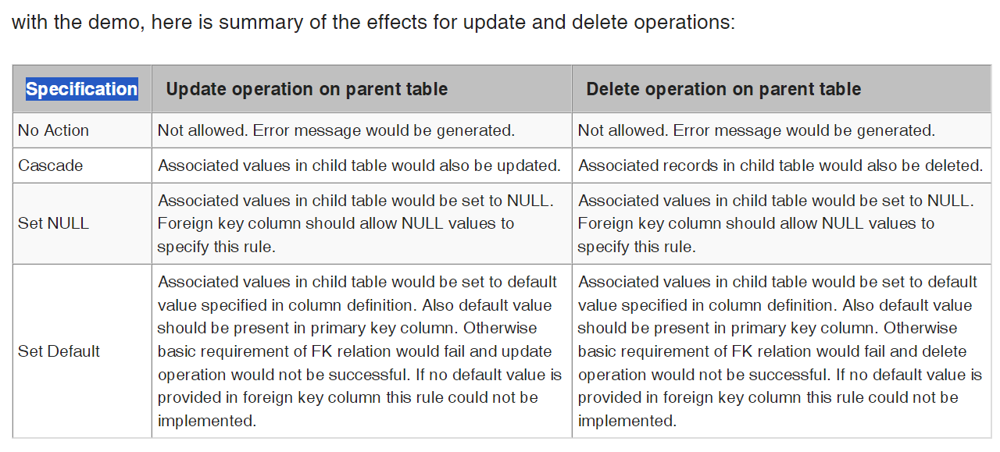 with the demo, here is summary of the effects for update and delete operations:
Specification
Update operation on parent table
Delete operation on parent table
No Action
Not allowed. Error message would be generated.
Not allowed. Error message would be generated.
Cascade
Associated values in child table would also be updated.
Associated records in child table would also be deleted.
Set NULL
Associated values in child table would be set to NULL.
Foreign key column should allow NULL values to
specify this rule.
Associated values in child table would be set to NULL.
Foreign key column should allow NULL values to
specify this rule.
Set Default
Associated values in child table would be set to default
value specified in column definition. Also default value
should be present in primary key column. Otherwise
basic requirement of FK relation would fail and update
operation would not be successful. If no default value is
provided in foreign key column this rule could not be
implemented.
Associated values in child table would be set to default
value specified in column definition. Also default value
should be present in primary key column. Otherwise
basic requirement of FK relation would fail and delete
operation would not be successful. If no default value is
provided in foreign key column this rule could not be
implemented.